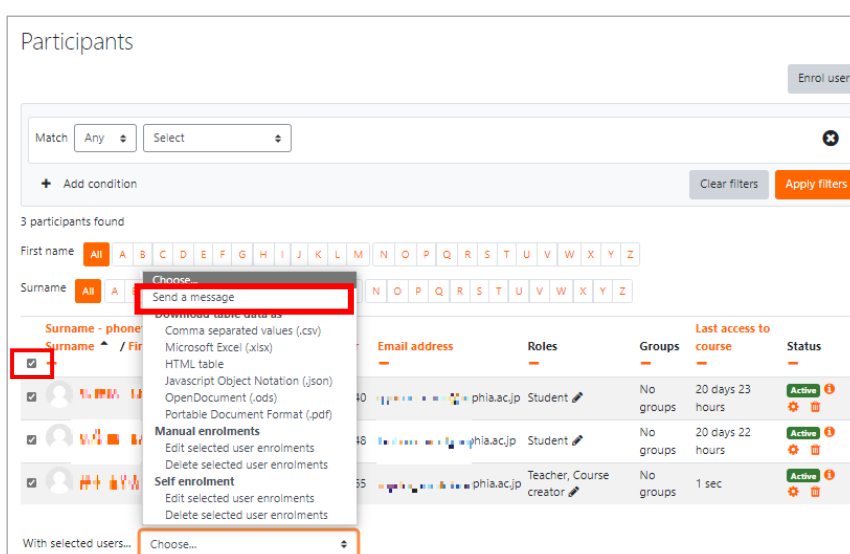 Participants
Enrol user
Match Any Select
Add condition Clear filters Apply filters
3 participants found
First name All A B C D E F G H I J K L M N O P Q R S T U V W X Y Z
Surname All A N O P Q R S T U V W X Y Z
Choose...
Send a message
Download table data as
Comma separated values (.csv)
Microsoft Excel (.xlsx)
HTML table
Javascript Object Notation (.json)
OpenDocument (.ods)
Portable Document Format (.pdf)
Manual enrolments
Edit selected user enrolments
Delete selected user enrolments
Self enrolment
Edit selected user enrolments
Delete selected user enrolments
Surname - phone
Surname / Fir Email address Roles Groups Last access to course Status
40 phia.ac.jp Student No groups 20 days 23 hours Active
48 phia.ac.jp Student No groups 20 days 22 hours Active
55 phia.ac.jp Teacher, Course creator No groups 1 sec Active
With selected users... Choose...